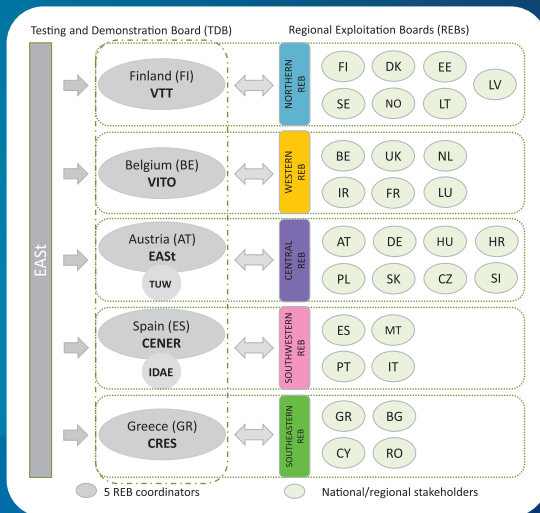 Testing and Demonstration Board (TDB)
Regional Exploitation Boards (REBs)
EASt
Finland (FI)
VTT
NORTHERN
REB
FI DK EE
LV
SE NO LT
Belgium (BE)
VITO
WESTERN
REB
BE UK NL
IR FR LU
Austria (AT)
EASt
TUW
CENTRAL
REB
AT DE HU HR
PL SK CZ SI
Spain (ES)
CENER
IDAE
SOUTHWESTERN
REB
ES MT
PT IT
Greece (GR)
CRES
SOUTHEASTERN
REB
GR BG
CY RO
5 REB coordinators
National/regional stakeholders